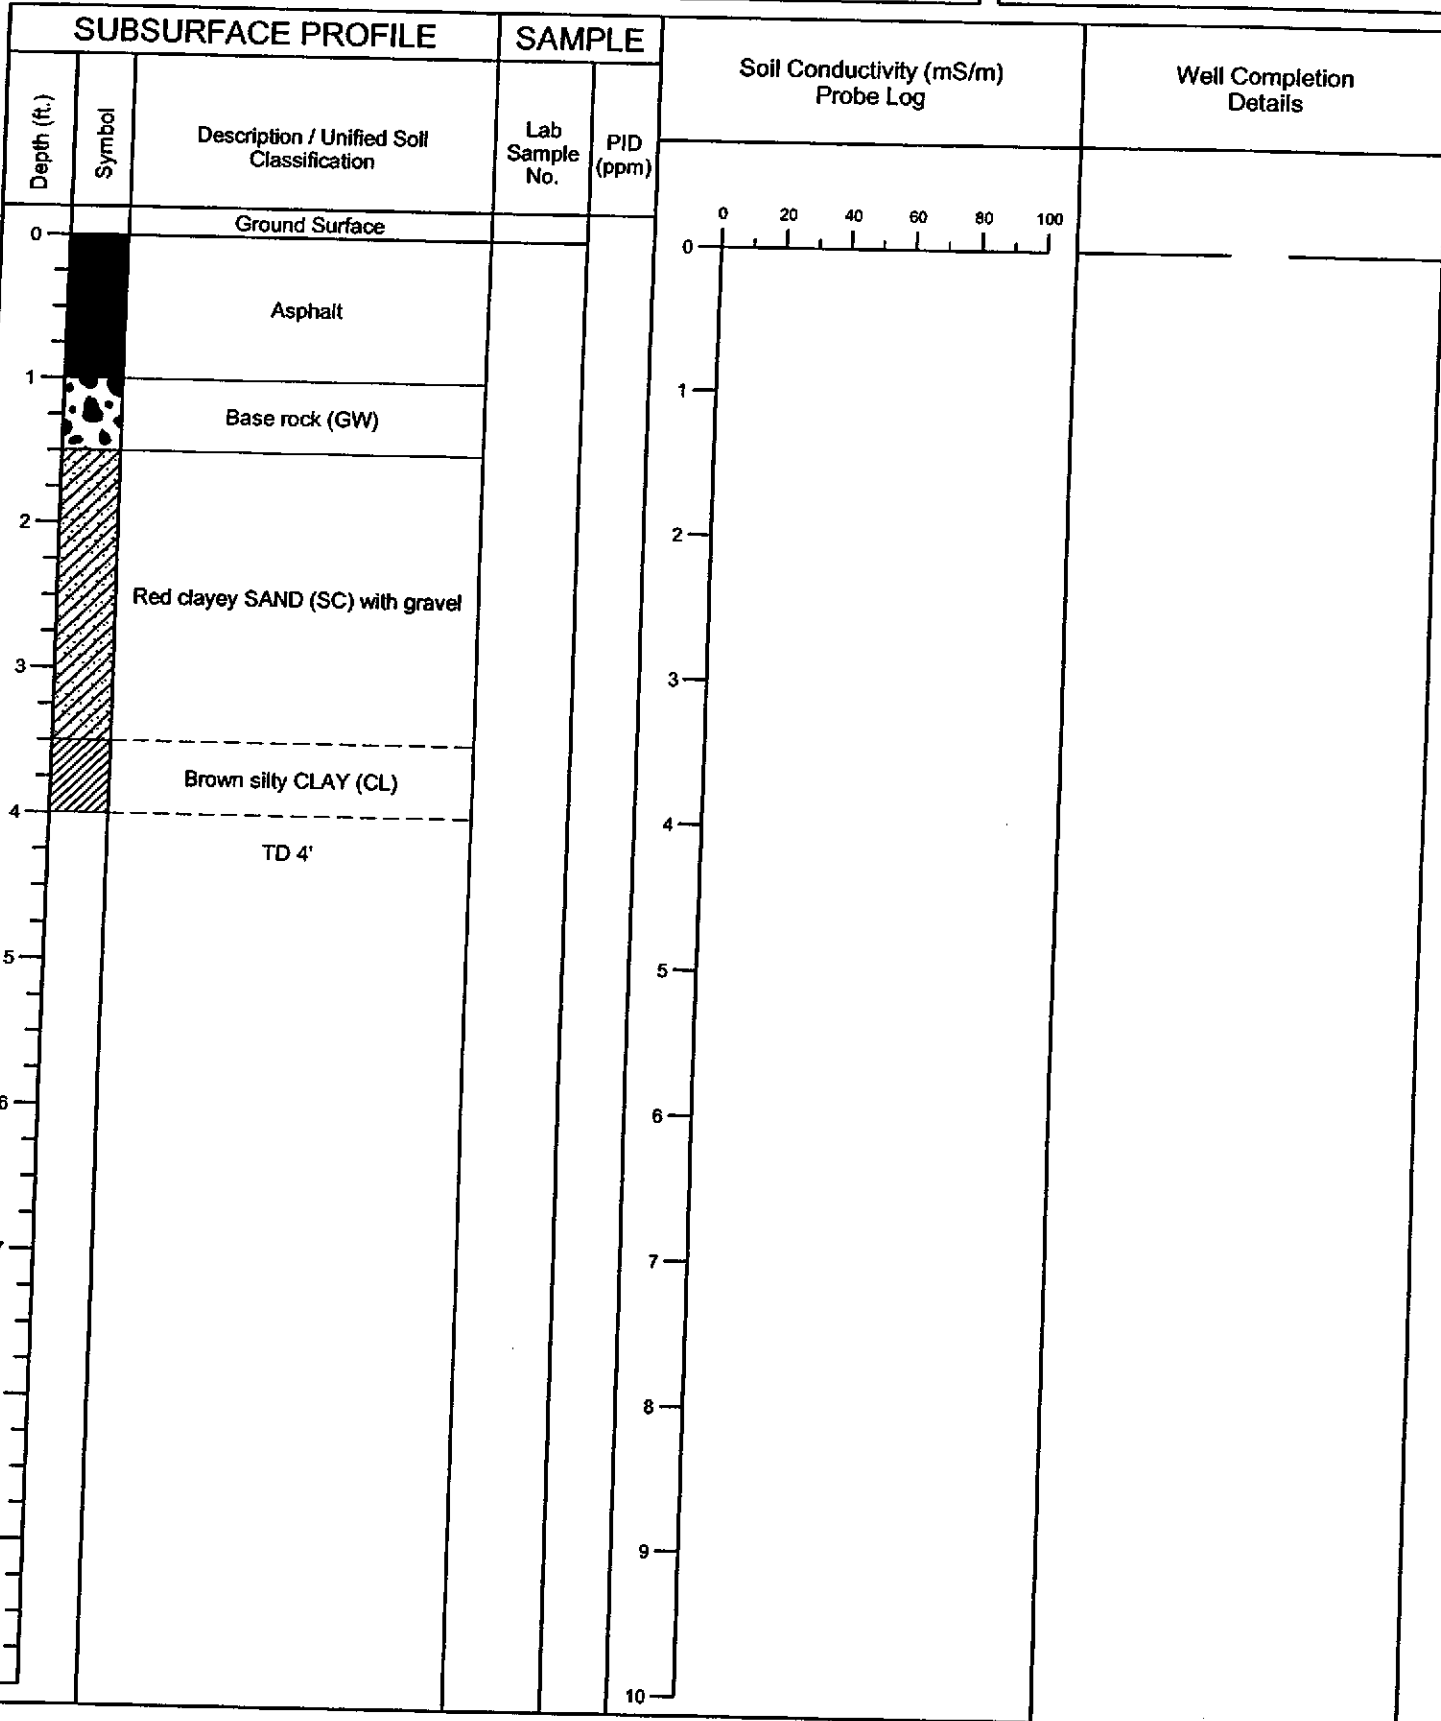 SUBSURFACE PROFILE
SAMPLE
Soil Conductivity (mS/m)
Probe Log
Well Completion
Details
Depth (ft.)
Symbol
Description / Unified Soil
Classification
Lab
Sample
No.
PID
(ppm)
Ground Surface
0 20 40 60 80 100
0
Asphalt
1
Base rock (GW)
2
Red clayey SAND (SC) with gravel
3
Brown silty CLAY (CL)
4
TD 4'
5
6
0
1
2
3
4
5
6
7
8
9
10